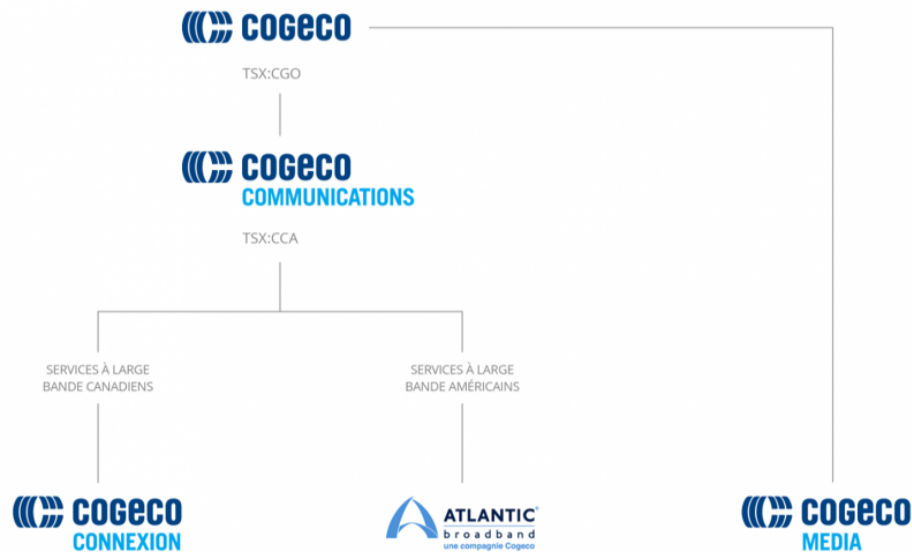 COGECO
TSX:CGO
COGECO
COMMUNICATIONS
TSX:CCA
SERVICES À LARGE
BANDE CANADIENS
SERVICES À LARGE
BANDE AMÉRICAINS
COGECO
CONNEXION
ATLANTIC
broadband
une compagnie Cogeco
COGECO
MEDIA